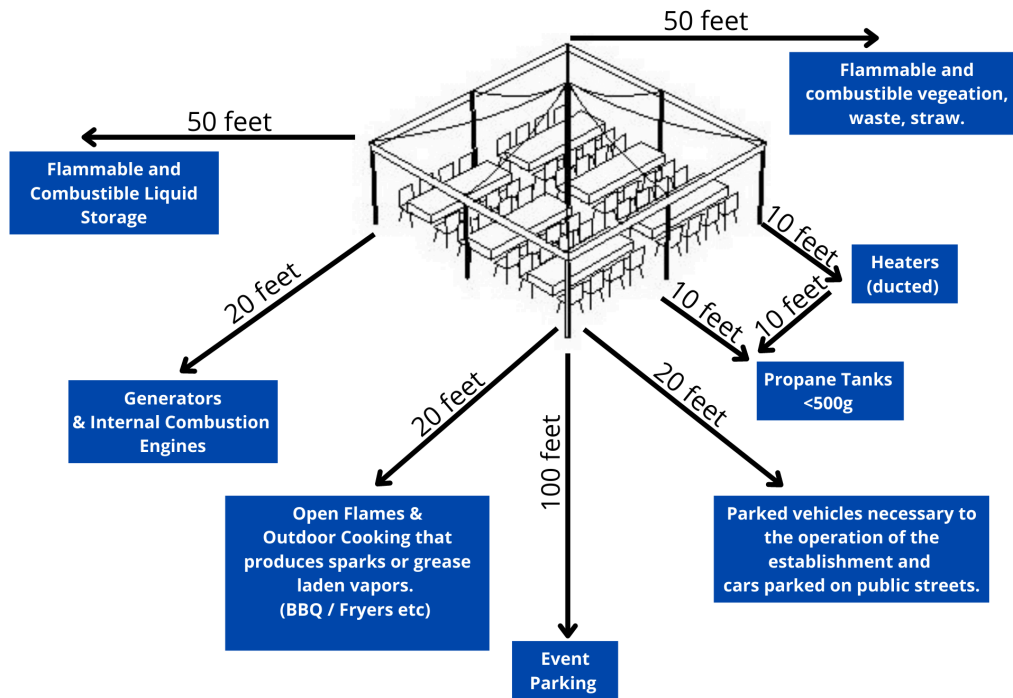 50 feet
Flammable and
combustible vegeation,
waste, straw.
50 feet
Flammable and
Combustible Liquid
Storage
10 feet
Heaters
(ducted)
10 feet
10 feet
Propane Tanks
<500g
20 feet
Generators
& Internal Combustion
Engines
20 feet
Open Flames &
Outdoor Cooking that
produces sparks or grease
laden vapors.
(BBQ / Fryers etc)
100 feet
Event
Parking
20 feet
Parked vehicles necessary to
the operation of the
establishment and
cars parked on public streets.